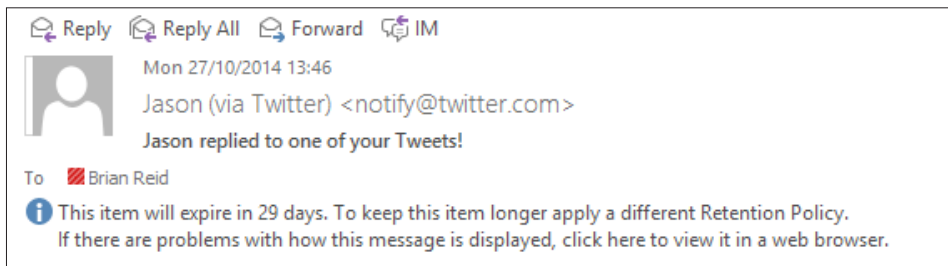 Reply Reply All Forward IM
Mon 27/10/2014 13:46
Jason (via Twitter) <notify@twitter.com>
Jason replied to one of your Tweets!
To Brian Reid
This item will expire in 29 days. To keep this item longer apply a different Retention Policy.
If there are problems with how this message is displayed, click here to view it in a web browser.